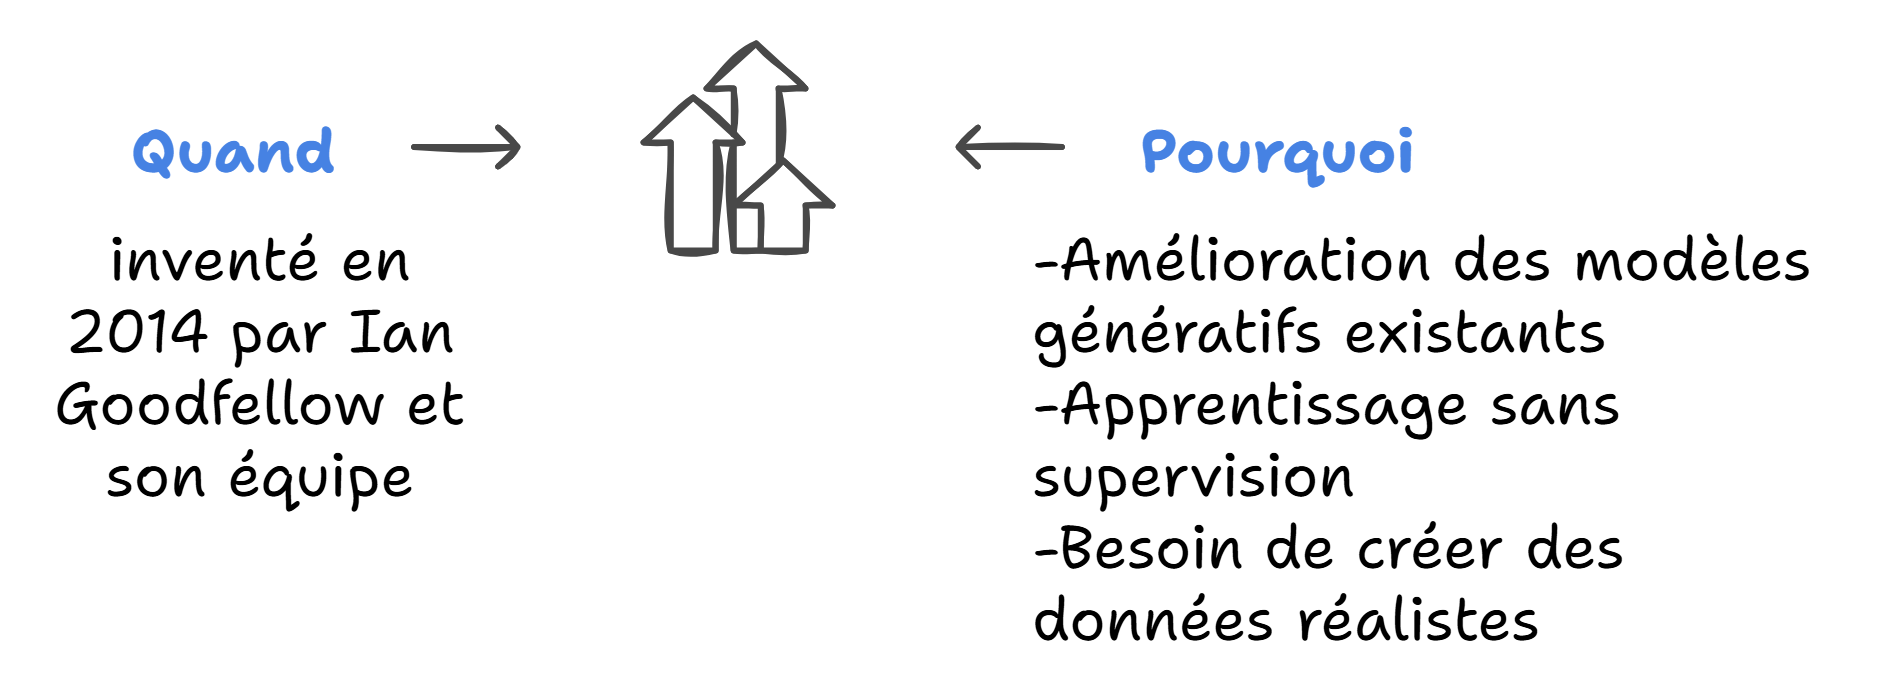 Quand
inventé en
2014 par Ian
Goodfellow et
son équipe
Pourquoi
-Amélioration des modèles
génératifs existants
-Apprentissage sans
supervision
-Besoin de créer des
données réalistes